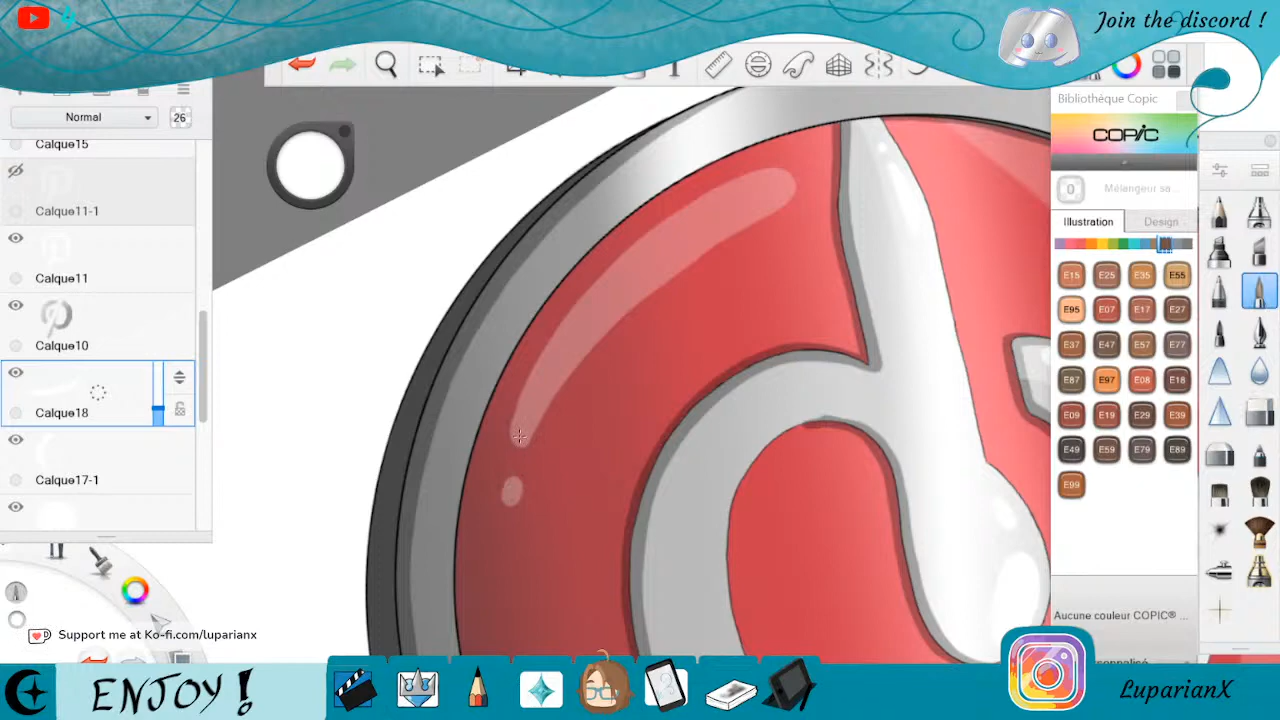 Join the discord !
Normal
26
Calque15
Calque11-1
Calque11
Calque10
Calque18
Calque17-1
Bibliothéque Copic
COPIC
0
Mélangeur sa...
Illustration
Design
E15 E25 E35 E55
E95 E07 E17 E27
E37 E47 E57 E77
E87 E97 E08 E18
E09 E19 E29 E39
E49 E59 E79 E89
E99
Aucune couleur COPIC® ...
Support me at Ko-fi.com/luparianx
ENJOY !
LuparianX